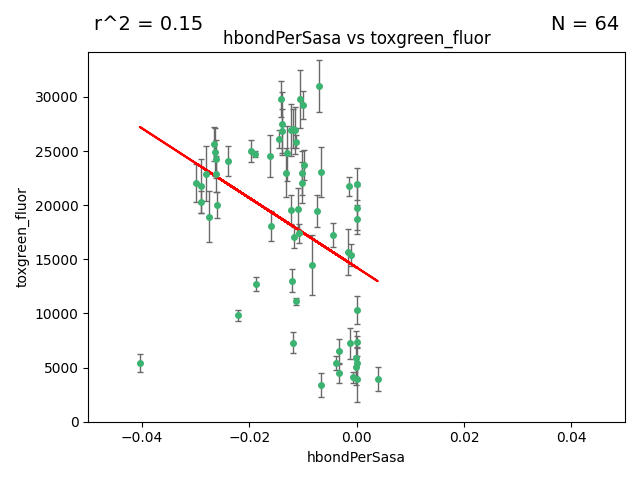 r^2 = 0.15
N = 64
hbondPerSasa vs toxgreen_fluor
30000
25000
20000
15000
10000
5000
0
toxgreen_fluor
−0.04
−0.02
0.00
0.02
0.04
hbondPerSasa